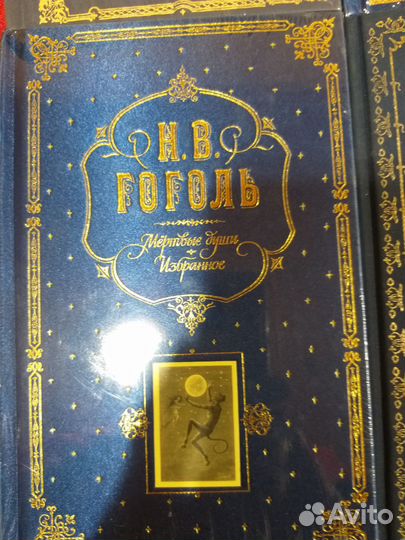 Н.В.
ГОГОЛЬ
Мёртвые души
Избранное
Avito